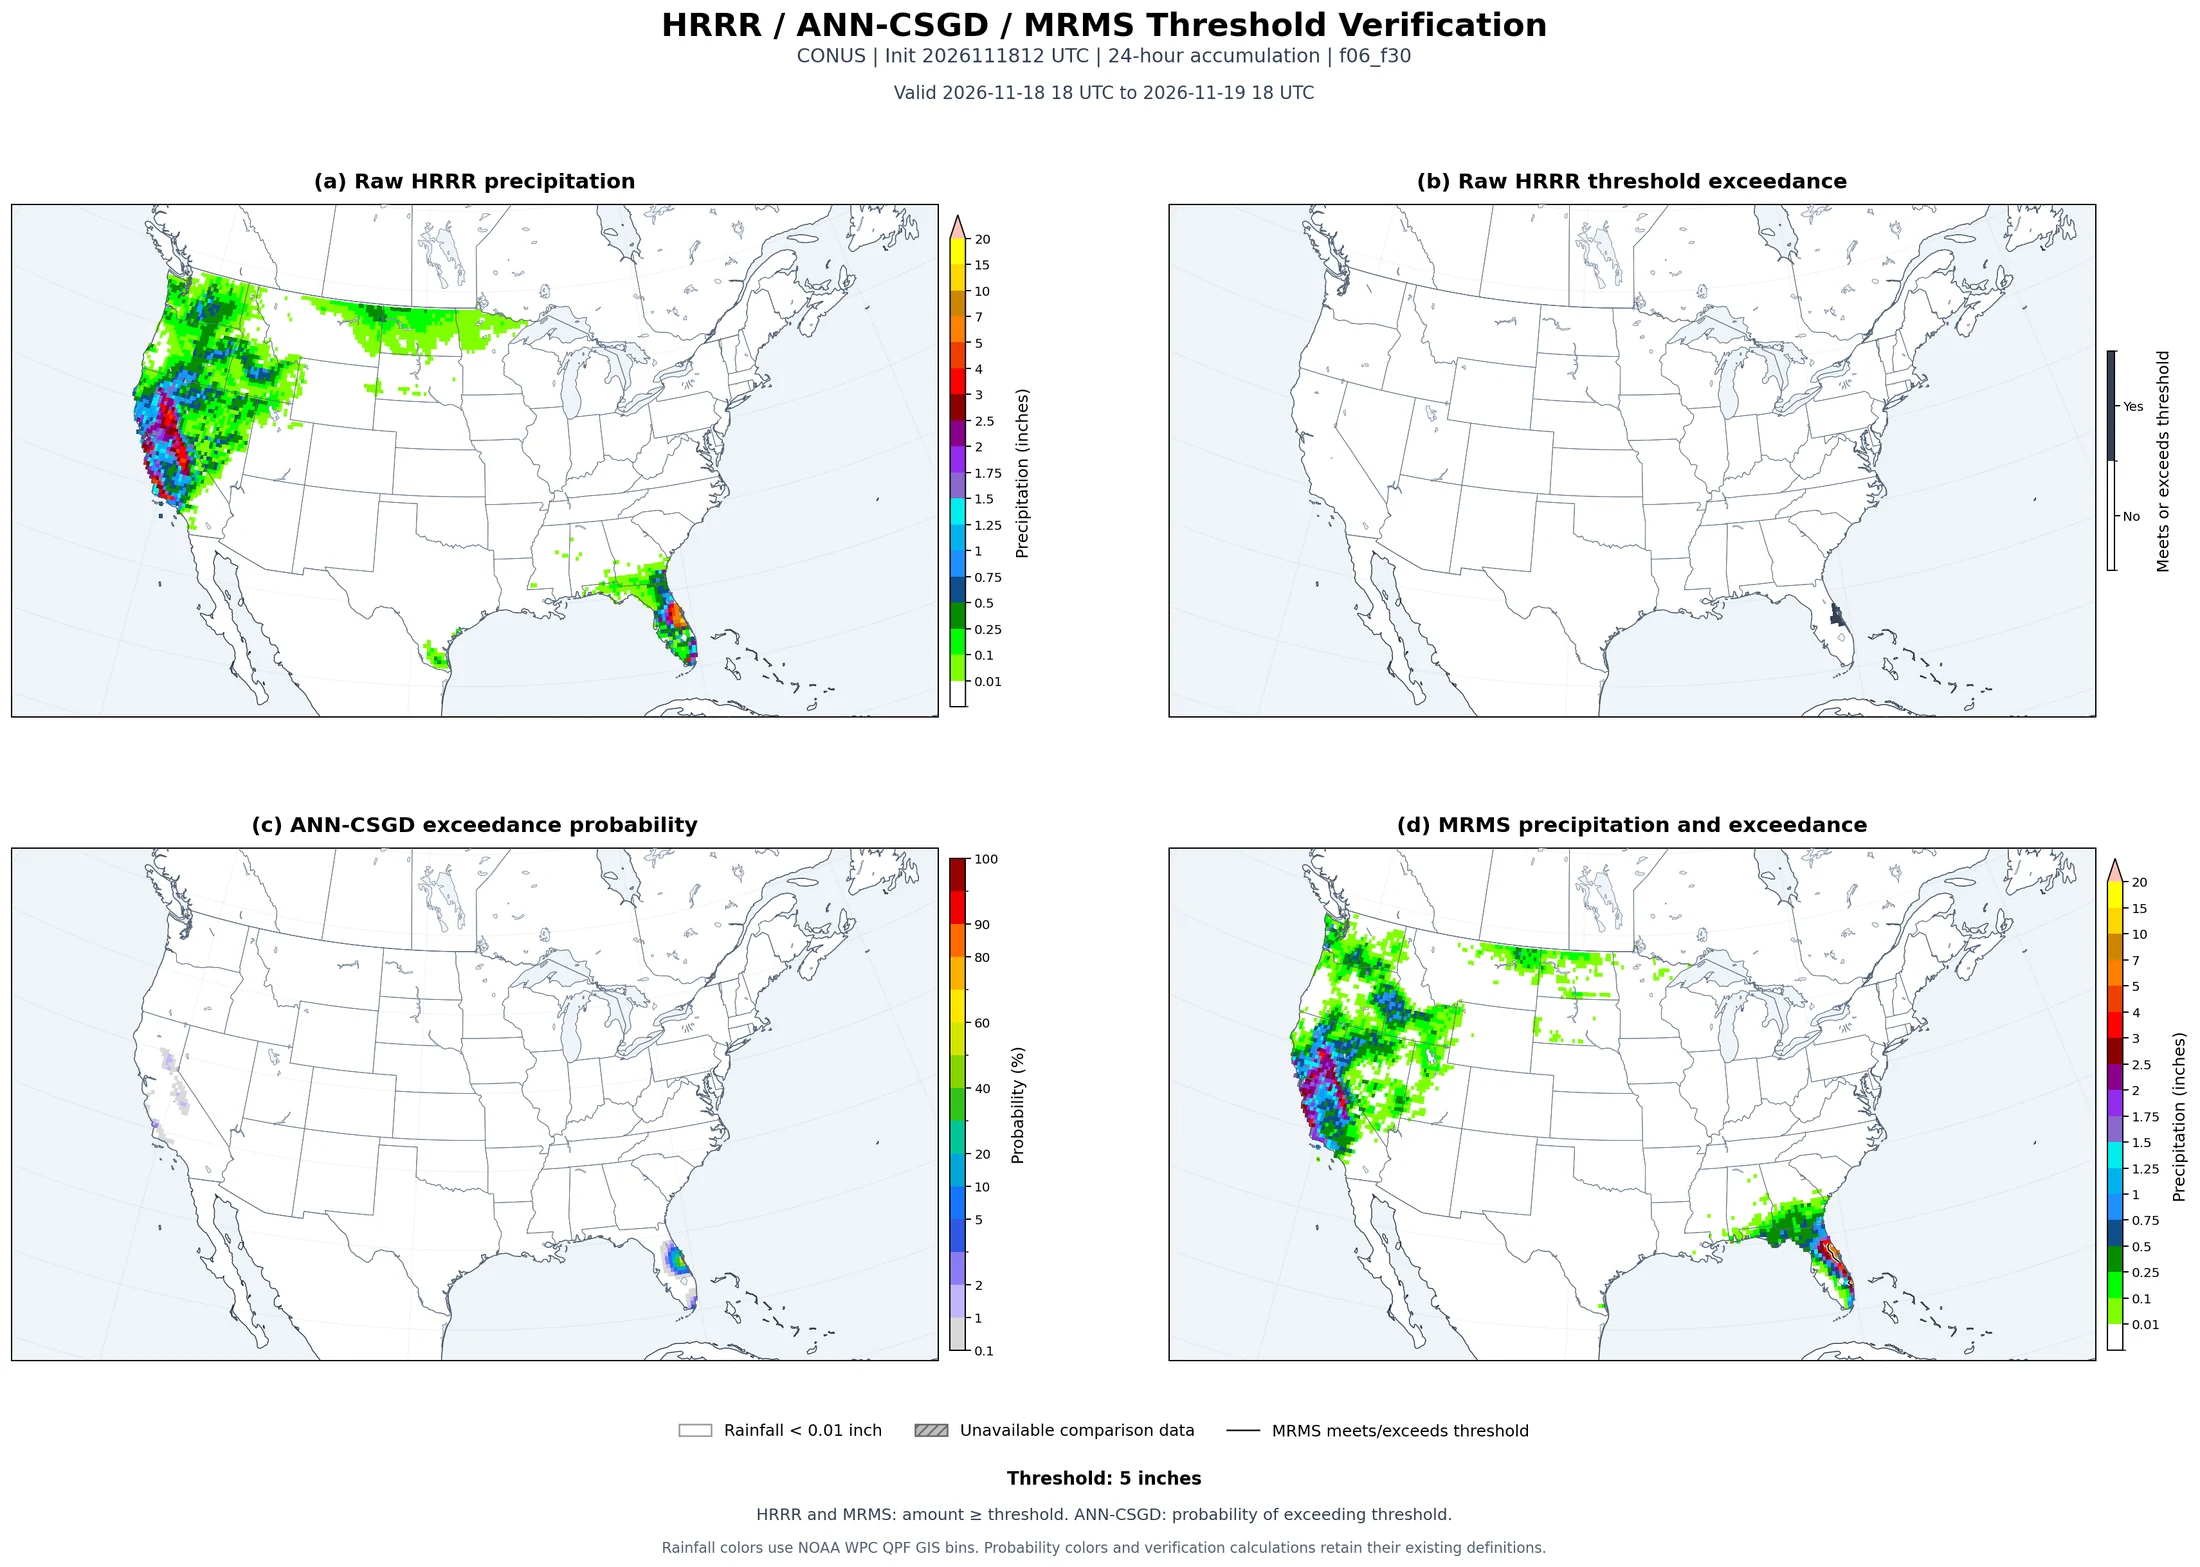 HRRR / ANN-CSGD / MRMS Threshold Verification
CONUS | Init 2026111812 UTC | 24-hour accumulation | f06_f30
Valid 2026-11-18 18 UTC to 2026-11-19 18 UTC
(a) Raw HRRR precipitation
20
15
10
7
5
4
3
2.5
2
1.75
1.5
1.25
1
0.75
0.5
0.25
0.1
0.01
Precipitation (inches)
(b) Raw HRRR threshold exceedance
Yes
No
Meets or exceeds threshold
(c) ANN-CSGD exceedance probability
100
90
80
60
40
20
10
5
2
1
0.1
Probability (%)
(d) MRMS precipitation and exceedance
20
15
10
7
5
4
3
2.5
2
1.75
1.5
1.25
1
0.75
0.5
0.25
0.1
0.01
Precipitation (inches)
Rainfall < 0.01 inch
Unavailable comparison data
MRMS meets/exceeds threshold
Threshold: 5 inches
HRRR and MRMS: amount ≥ threshold. ANN-CSGD: probability of exceeding threshold.
Rainfall colors use NOAA WPC QPF GIS bins. Probability colors and verification calculations retain their existing definitions.